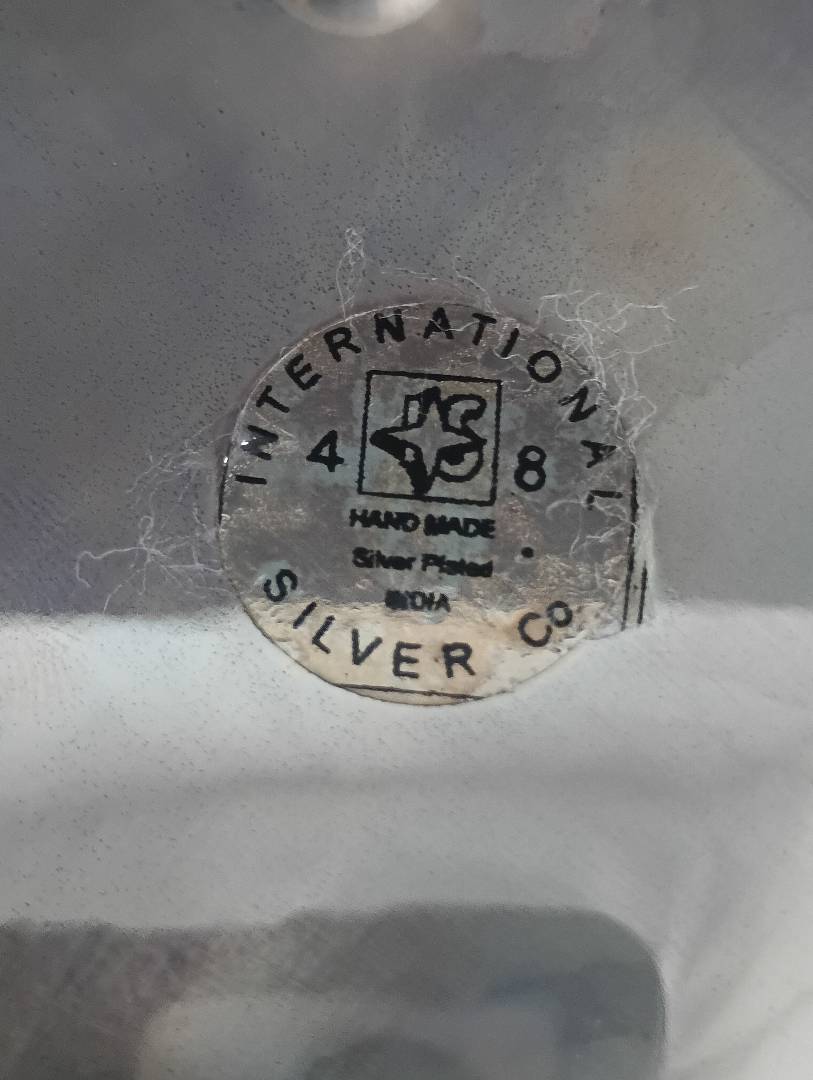 INTERNATIONAL
4 8
HAND MADE
Silver Plated
INDIA
SILVER Co